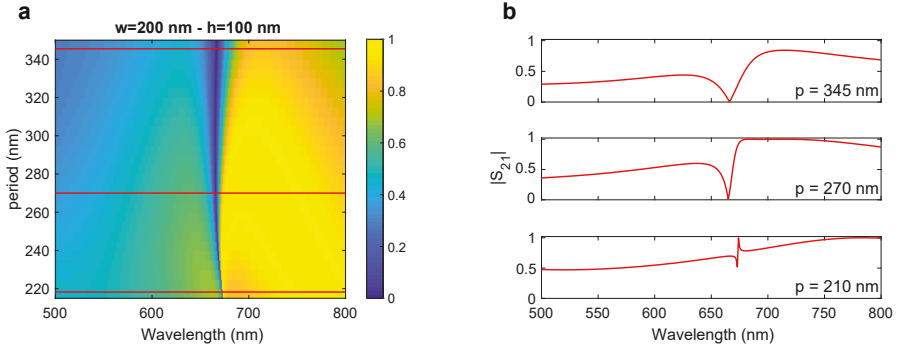 a
w=200 nm - h=100 nm
period (nm)
340
320
300
280
260
240
220
500
600
700
800
Wavelength (nm)
1
0.8
0.6
0.4
0.2
0
b
|S21|
1
0.5
0
p = 345 nm
1
0.5
0
p = 270 nm
1
0.5
0
p = 210 nm
500 550 600 650 700 750 800
Wavelength (nm)